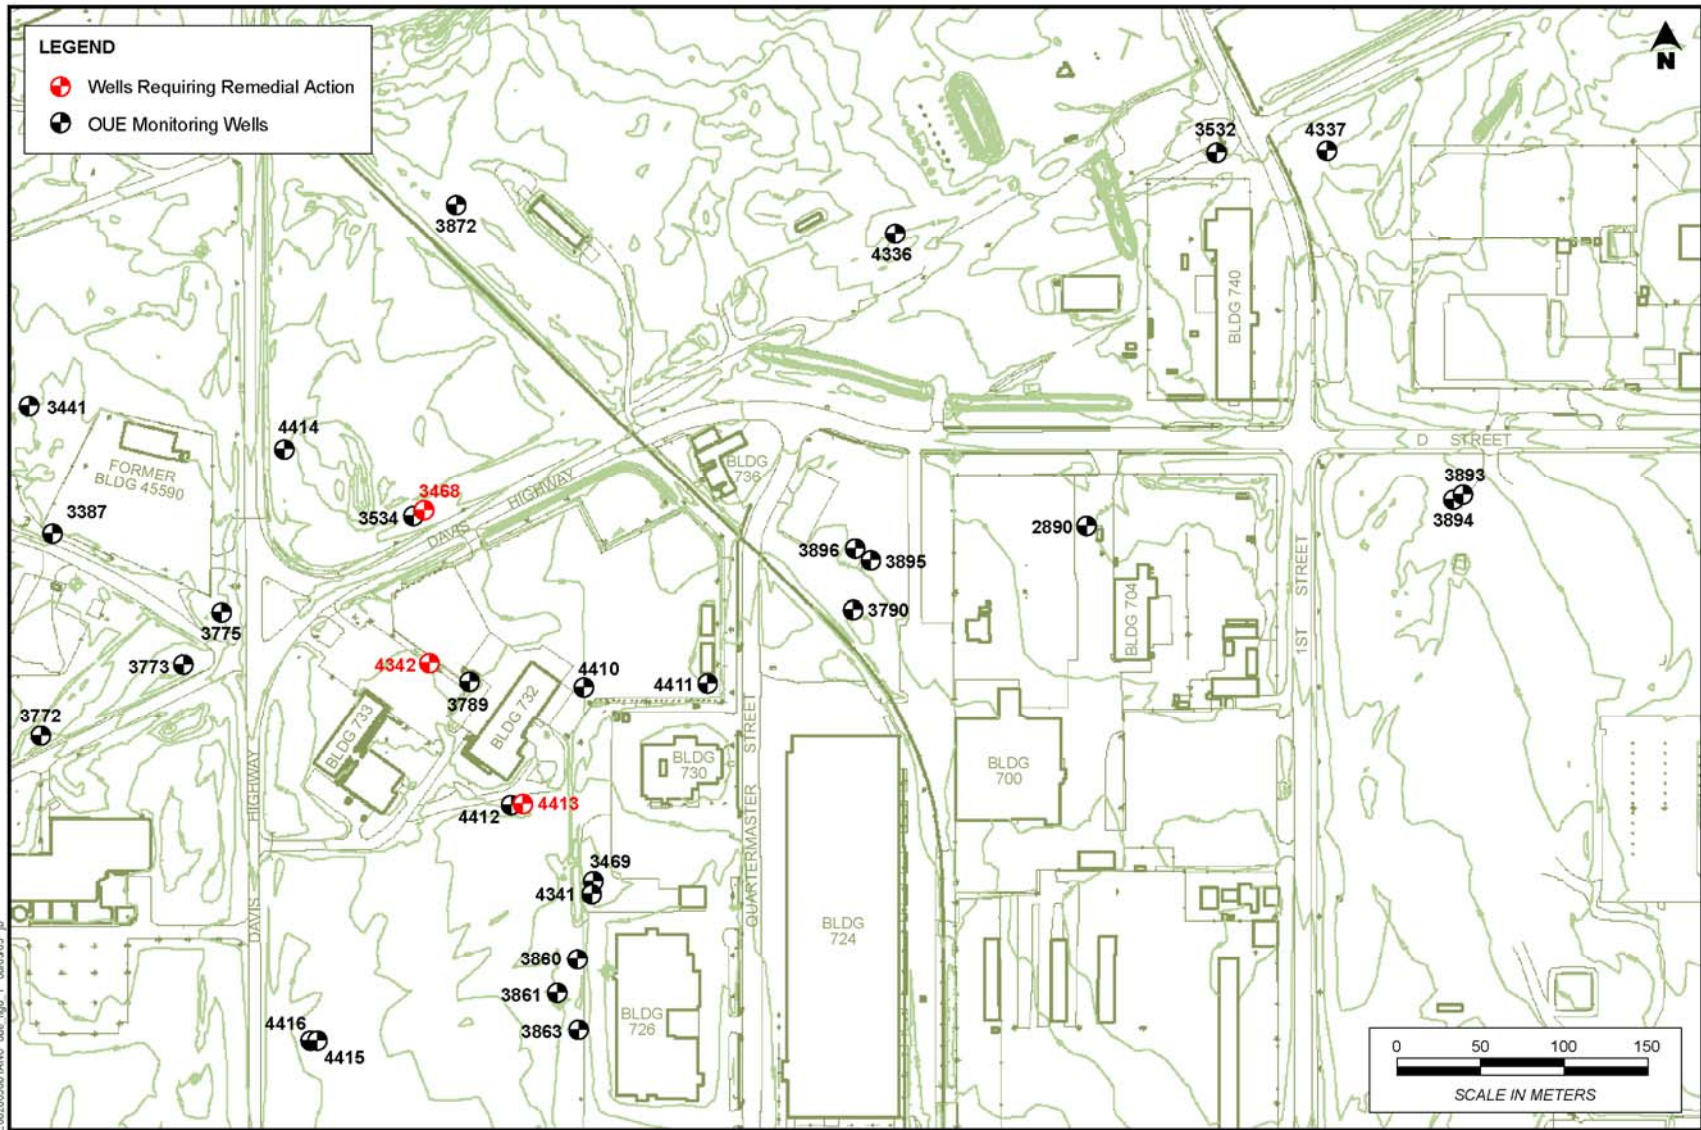 LEGEND
Wells Requiring Remedial Action
OUE Monitoring Wells
N
3532
4337
3872
4336
BLDG 740
3441
4414
FORMER
BLDG 45590
3387
3468
3534
DAVIS HIGHWAY
BLDG
736
D STREET
3893
3894
2890
3896
3895
3790
BLDG 704
1ST STREET
3775
3773
3772
4342
3789
4410
4411
BLDG 732
BLDG 733
BLDG
730
QUARTERMASTER STREET
BLDG
700
DAVIS HIGHWAY
4412
4413
3469
4341
BLDG
724
3860
3861
3863
BLDG
726
4416
4415
0 50 100 150
SCALE IN METERS